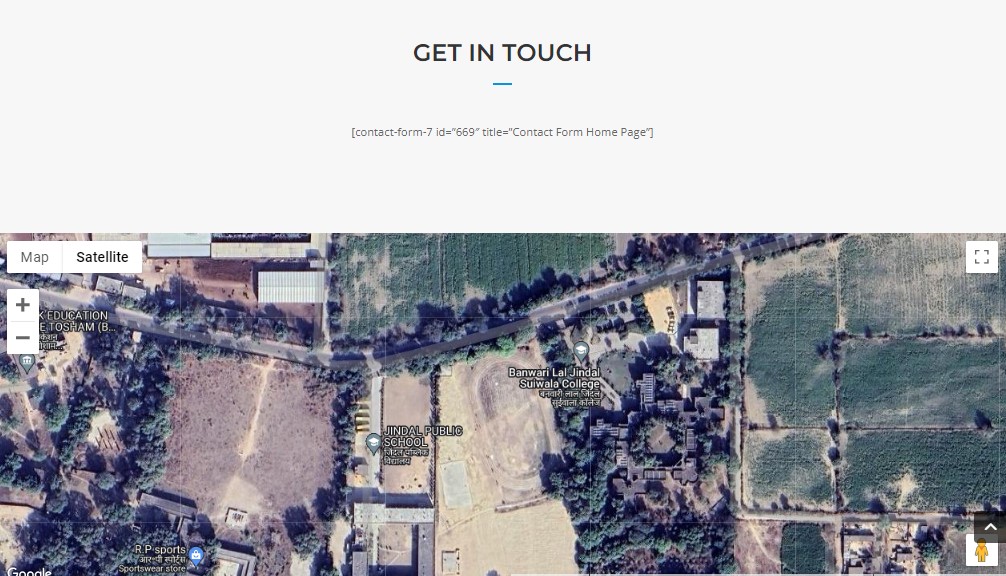 GET IN TOUCH
[contact-form-7 id="669" title="Contact Form Home Page"]
Map
Satellite
K EDUCATION
E TOSHAM (B...
Banwari Lal Jindal
Suiwala College
बनवारी लाल जिंदल
सूईवाला कॉलेज
JINDAL PUBLIC
SCHOOL
जिंदल पब्लिक
विद्यालय
R.P sports
आर॰पी स्पोर्ट्स
Sportswear store
Google